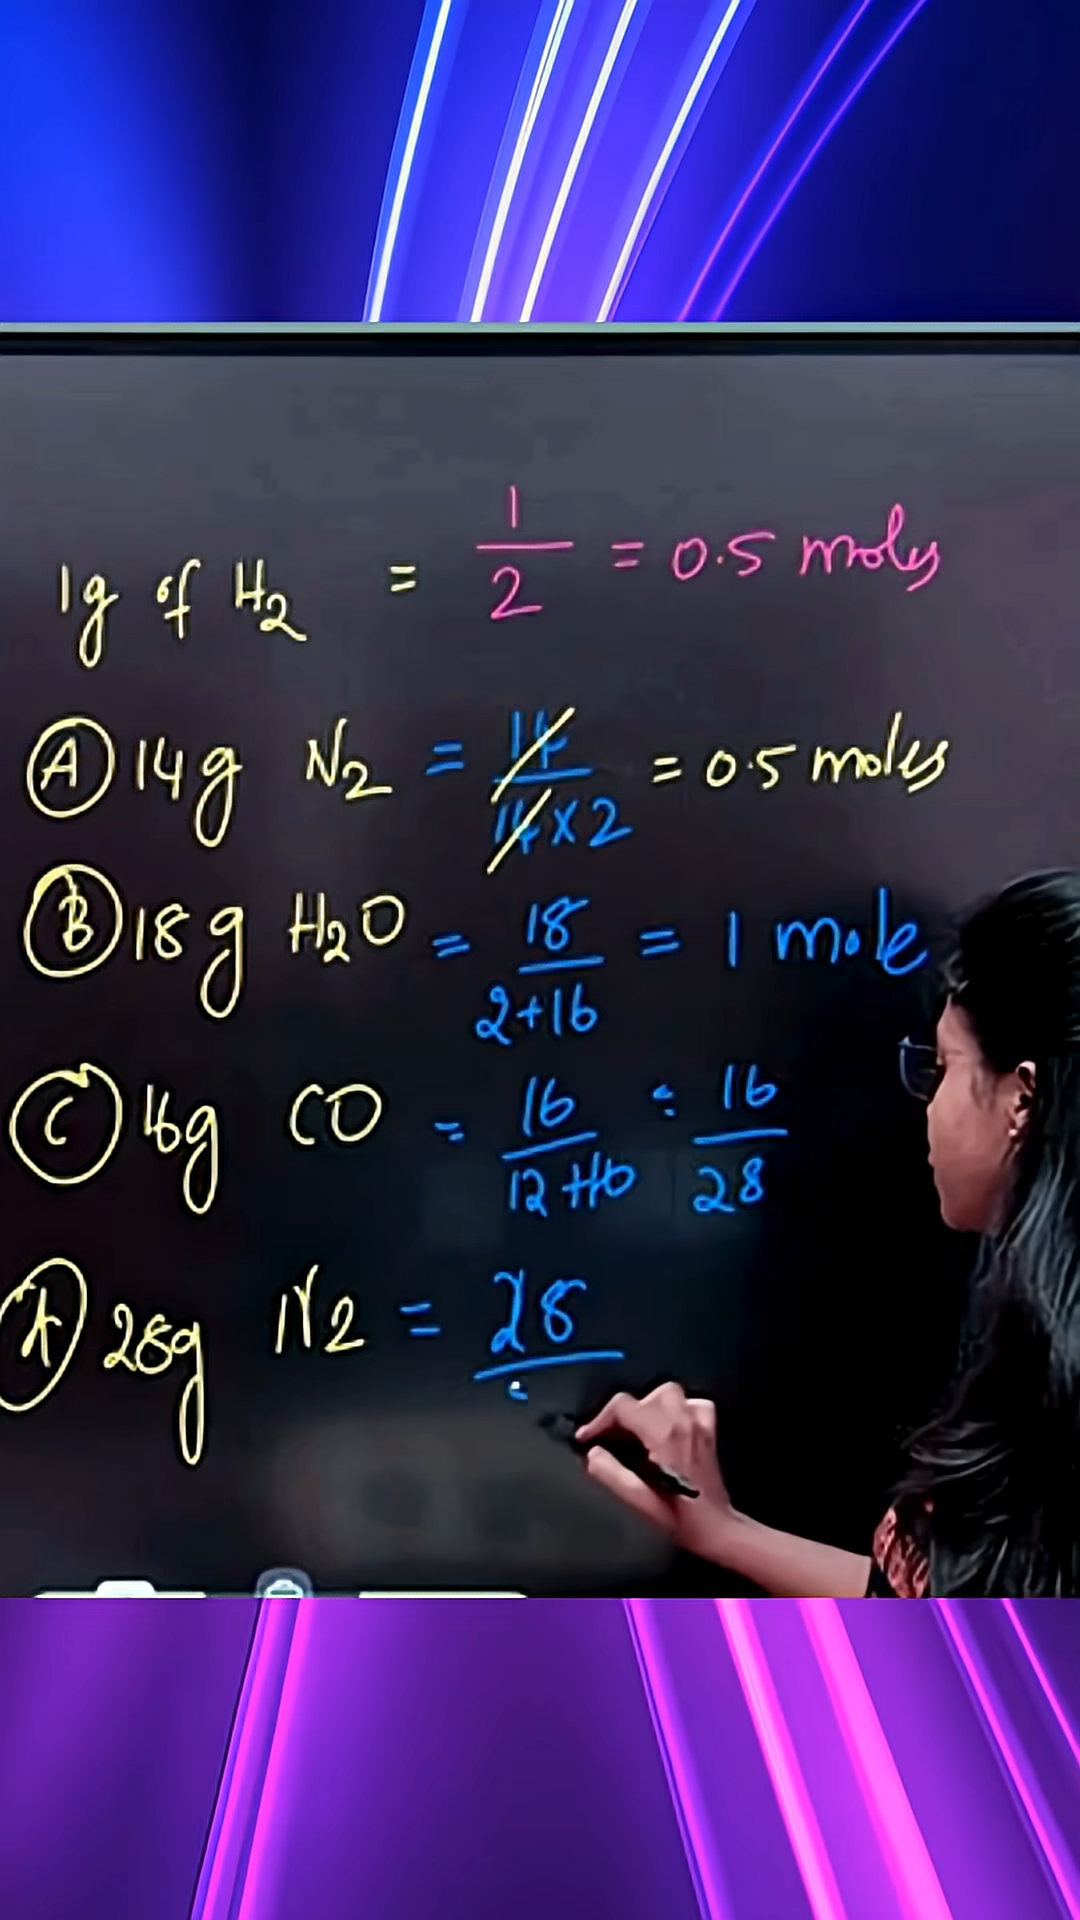 1g of H2 = 1/2 = 0.5 moles
(A) 14g N2 = 14/14×2 = 0.5 moles
(B) 18g H2O = 18/2+16 = 1 mole
(C) 16g CO = 16/12+16 = 16/28
28g N2 = 28